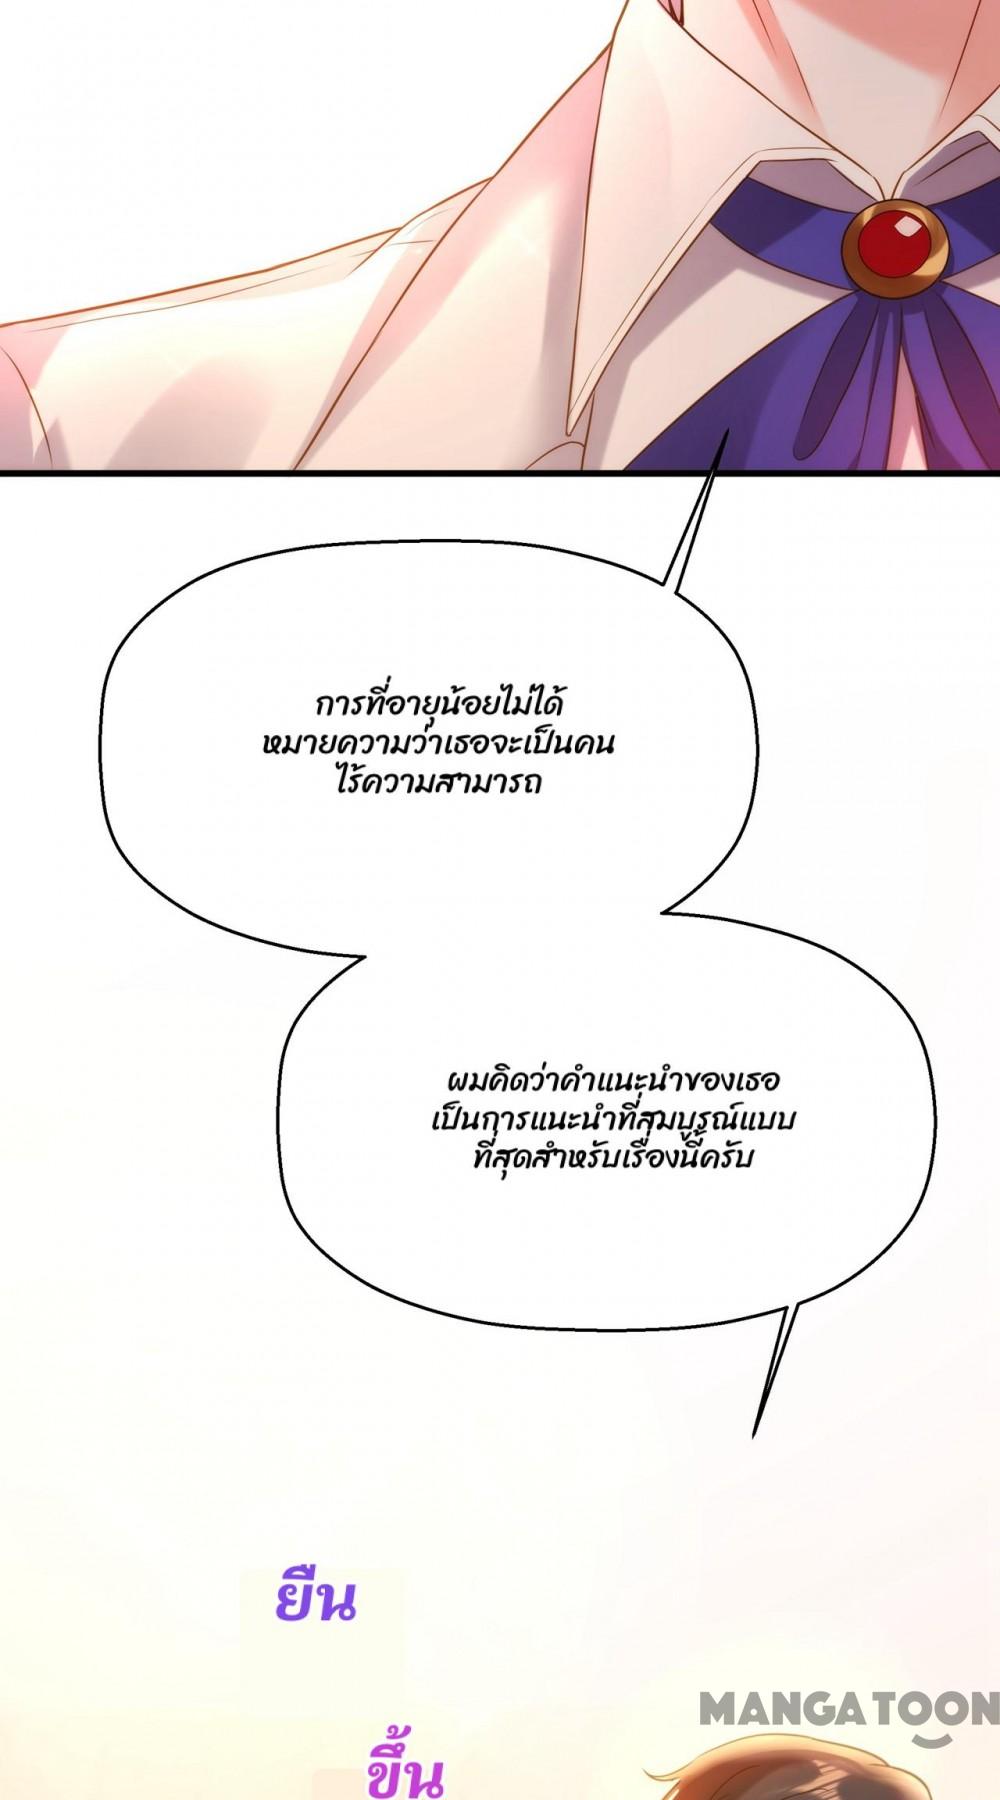 การที่อายุน้อยไม่ได้
หมายความว่าเธอจะเป็นคน
ไร้ความสามารถ
ผมคิดว่าคำแนะนำของเธอ
เป็นการแนะนำที่สมบูรณ์แบบ
ที่สุดสำหรับเรื่องนี้ครับ
ยืน
MANGATOON
ขึ้น